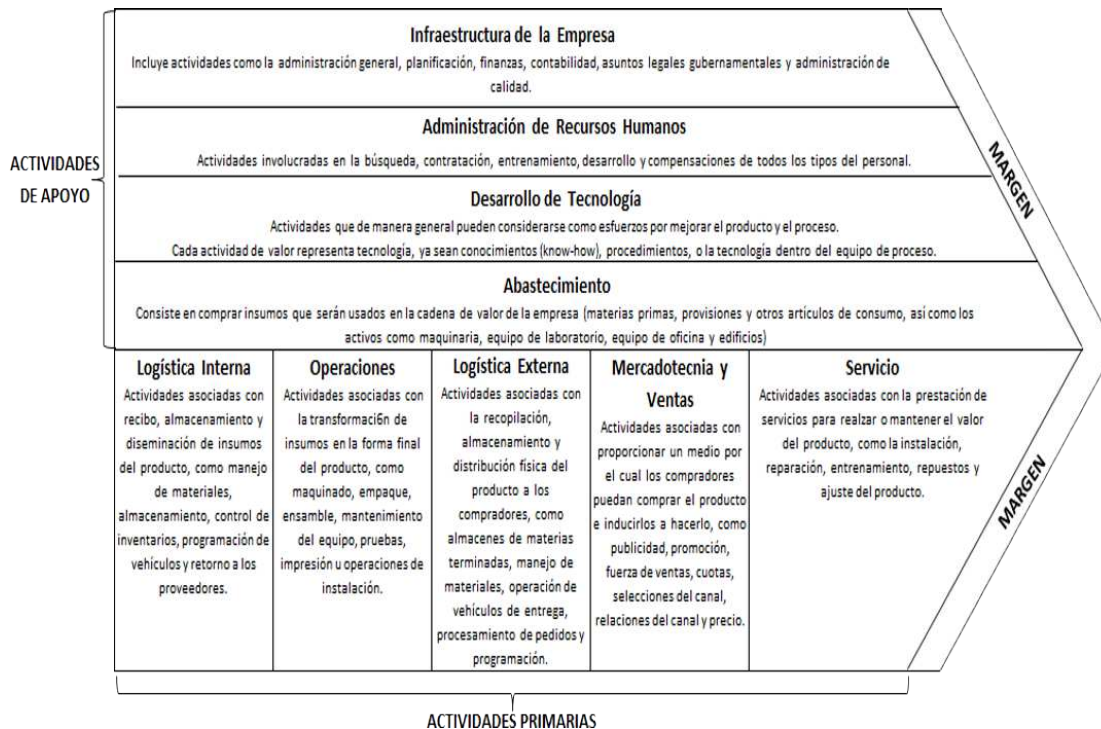 Infraestructura de la Empresa
Incluye actividades como la administración general, planificación, finanzas, contabilidad, asuntos legales gubernamentales y administración de
calidad.
Administración de Recursos Humanos
Actividades involucradas en la búsqueda, contratación, entrenamiento, desarrollo y compensaciones de todos los tipos del personal.
ACTIVIDADES
DE APOYO
Desarrollo de Tecnología
Actividades que de manera general pueden considerarse como esfuerzos por mejorar el producto y el proceso.
Cada actividad de valor representa tecnología, ya sean conocimientos (know-how), procedimientos, o la tecnología dentro del equipo de proceso.
Abastecimiento
Consiste en comprar insumos que serán usados en la cadena de valor de la empresa (materias primas, provisiones y otros artículos de consumo, así como los
activos como maquinaria, equipo de laboratorio, equipo de oficina y edificios)
MARGEN
Logística Interna
Actividades asociadas con
recibo, almacenamiento y
diseminación de insumos
del producto, como manejo
de materiales,
almacenamiento, control de
inventarios, programación de
vehículos y retorno a los
proveedores.
Operaciones
Actividades asociadas con
la transformaci6n de
insumos en la forma final
del producto, como
maquinado, empaque,
ensamble, mantenimiento
del equipo, pruebas,
impresión u operaciones de
instalación.
Logística Externa
Actividades asociadas con
la recopilación,
almacenamiento y
distribución física del
producto a los
compradores, como
almacenes de materias
terminadas, manejo de
materiales, operación de
vehículos de entrega,
procesamiento de pedidos y
programación.
Mercadotecnia y
Ventas
Actividades asociadas con
proporcionar un medio por
el cual los compradores
puedan comprar el producto
e inducirlos a hacerlo, como
publicidad, promoción,
fuerza de ventas, cuotas,
selecciones del canal,
relaciones del canal y precio.
Servicio
Actividades asociadas con la prestación de
servicios para realzar o mantener el valor
del producto, como la instalación,
reparación, entrenamiento, repuestos y
ajuste del producto.
MARGEN
ACTIVIDADES PRIMARIAS